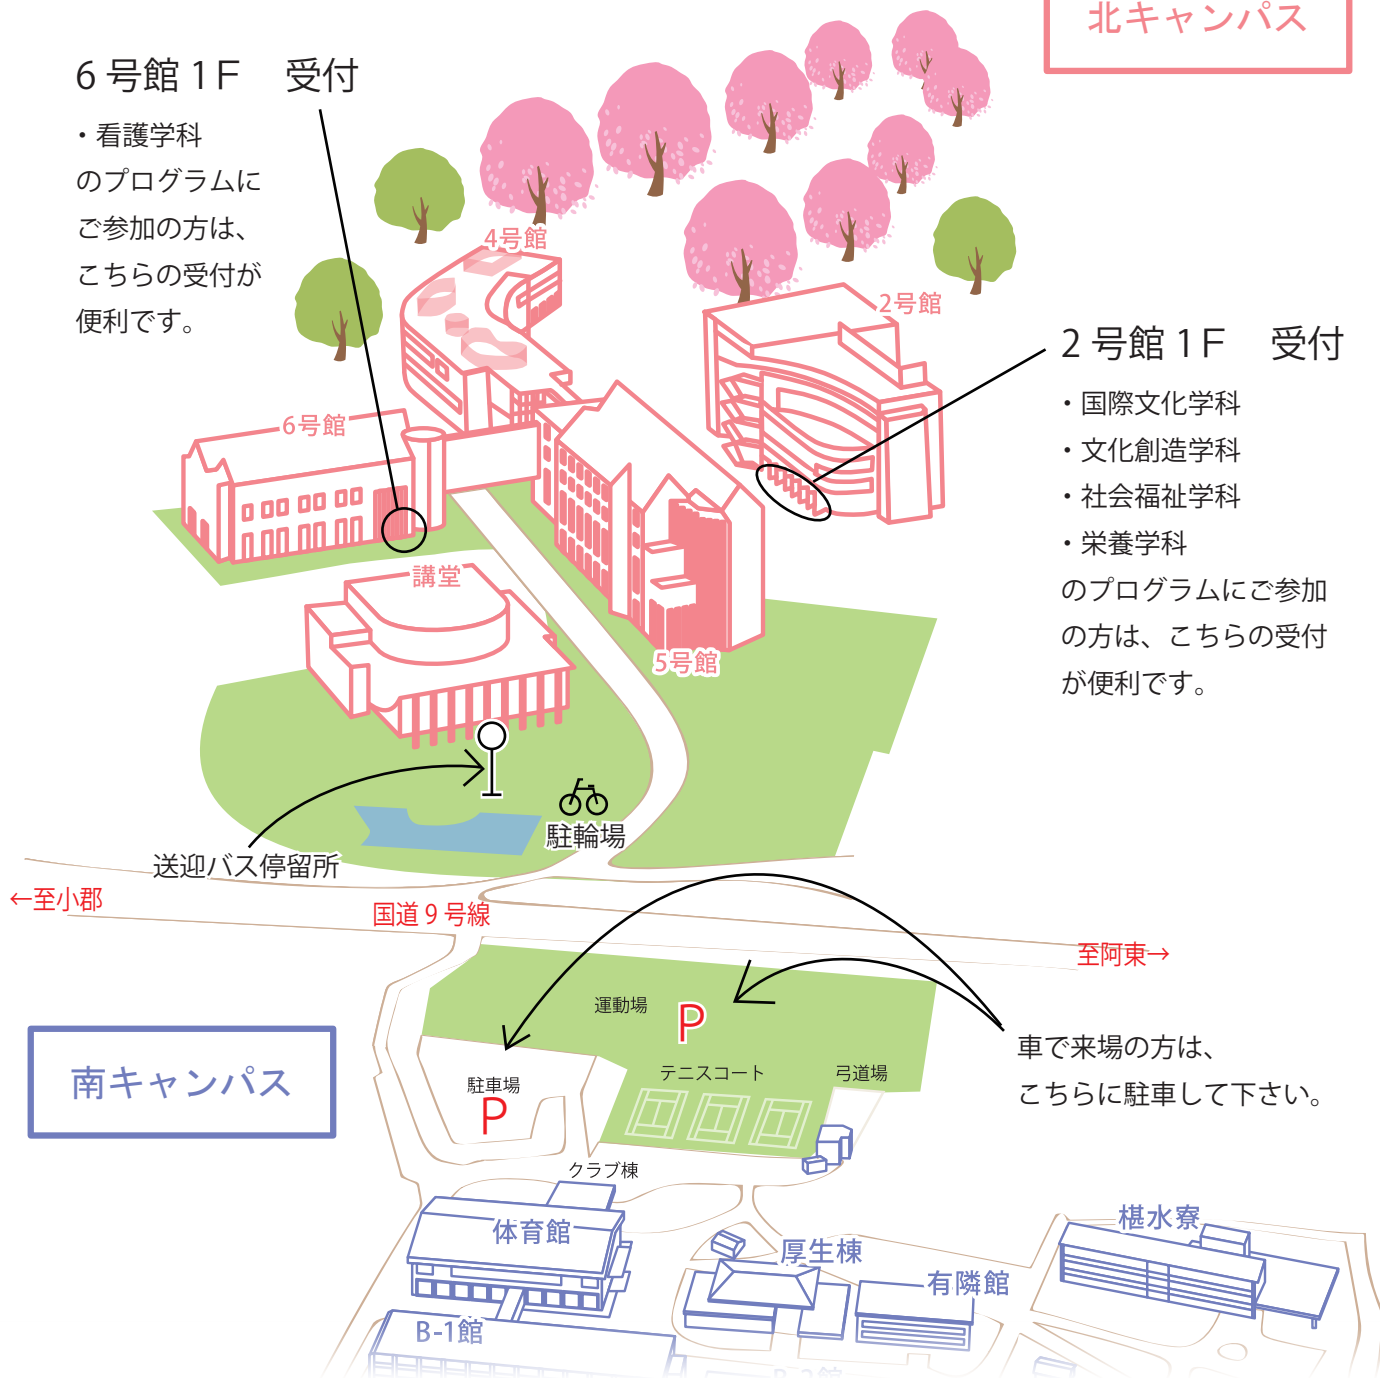 北キャンパス
6号館1F　受付
・看護学科
のプログラムに
ご参加の方は、
こちらの受付が
便利です。
4号館
2号館
2号館1F　受付
・国際文化学科
・文化創造学科
・社会福祉学科
・栄養学科
のプログラムにご参加
の方は、こちらの受付
が便利です。
6号館
講堂
5号館
駐輪場
送迎バス停留所
←至小郡
国道9号線
至阿東→
運動場
P
車で来場の方は、
こちらに駐車して下さい。
南キャンパス
駐車場
P
テニスコート
弓道場
クラブ棟
体育館
厚生棟
有隣館
椹水寮
B-1館
B-2館